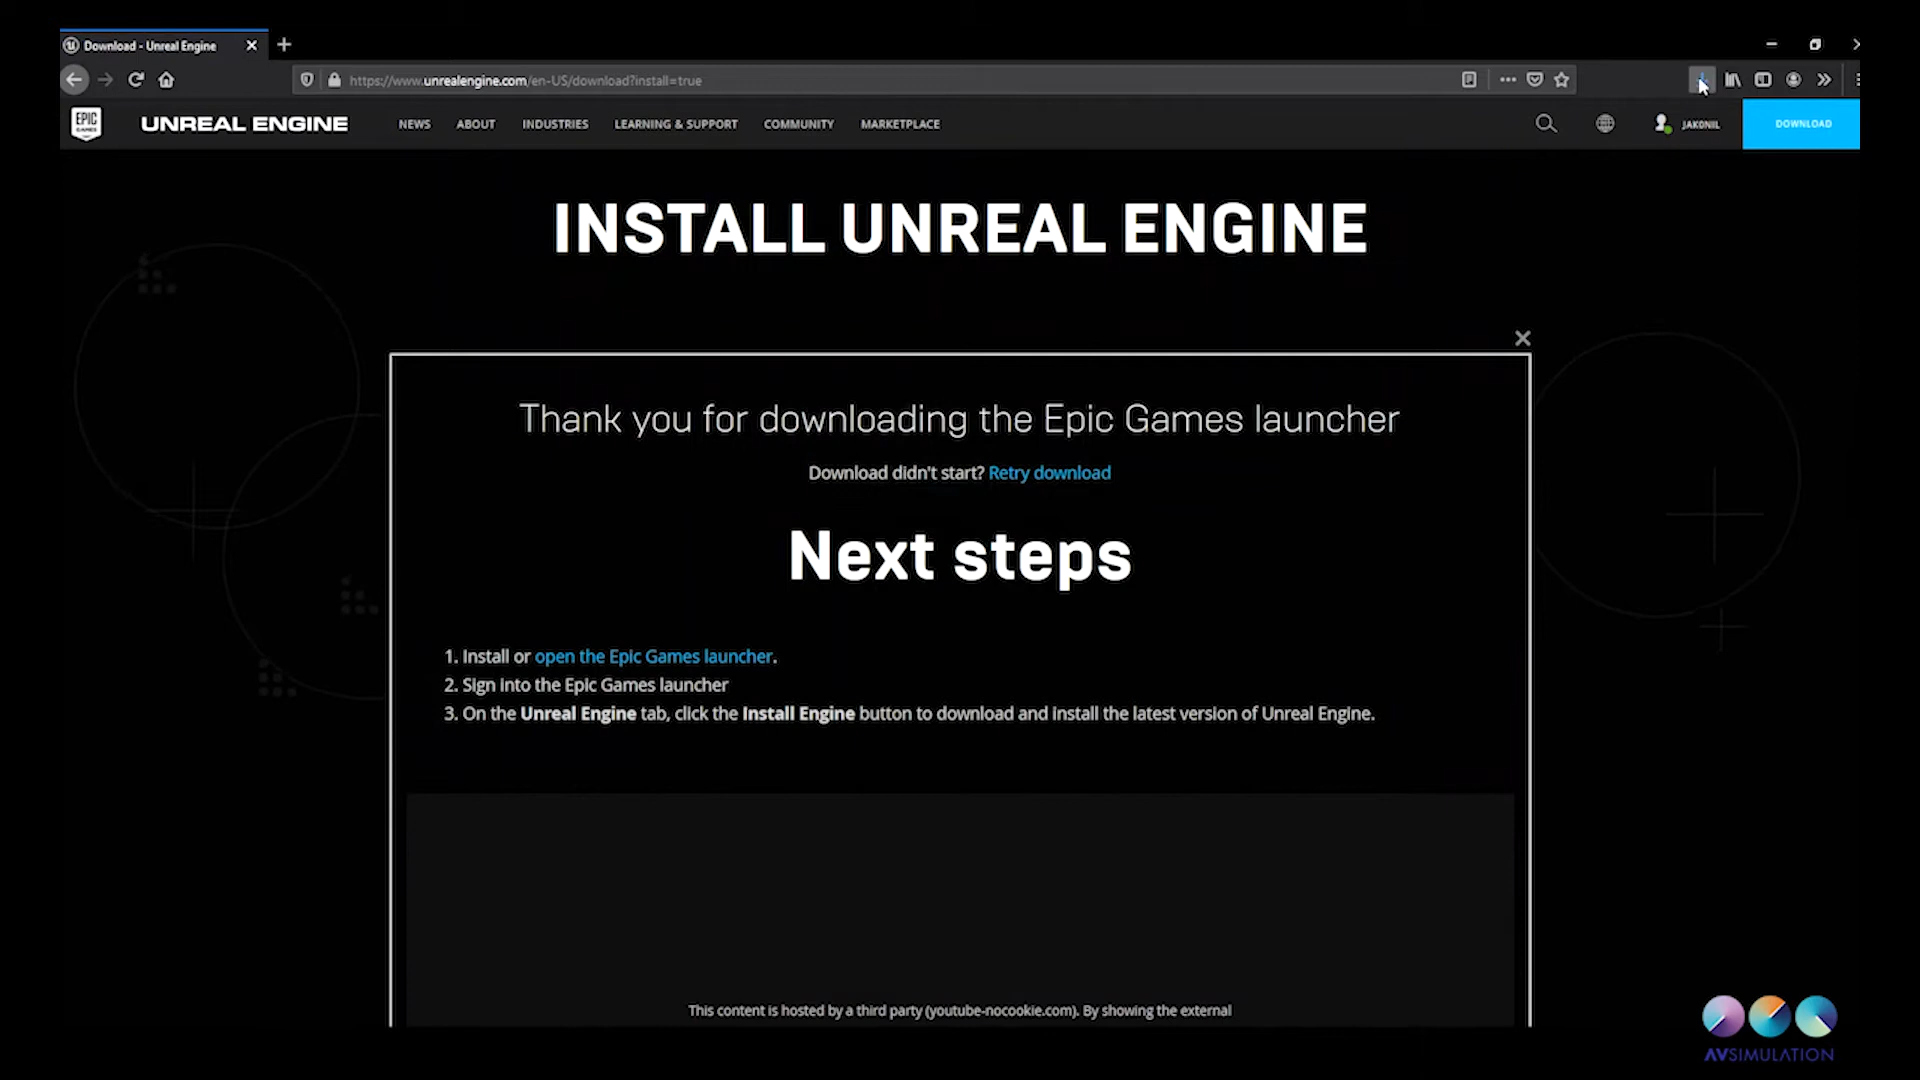 Download - Unreal Engine
https://www.unrealengine.com/en-US/download?install=true
EPIC GAMES
UNREAL ENGINE
NEWS
ABOUT
INDUSTRIES
LEARNING & SUPPORT
COMMUNITY
MARKETPLACE
JAKONIL
DOWNLOAD
INSTALL UNREAL ENGINE
Thank you for downloading the Epic Games launcher
Download didn't start? Retry download
Next steps
1. Install or open the Epic Games launcher.
2. Sign into the Epic Games launcher
3. On the Unreal Engine tab, click the Install Engine button to download and install the latest version of Unreal Engine.
This content is hosted by a third party (youtube-nocookie.com). By showing the external
AVSIMULATION